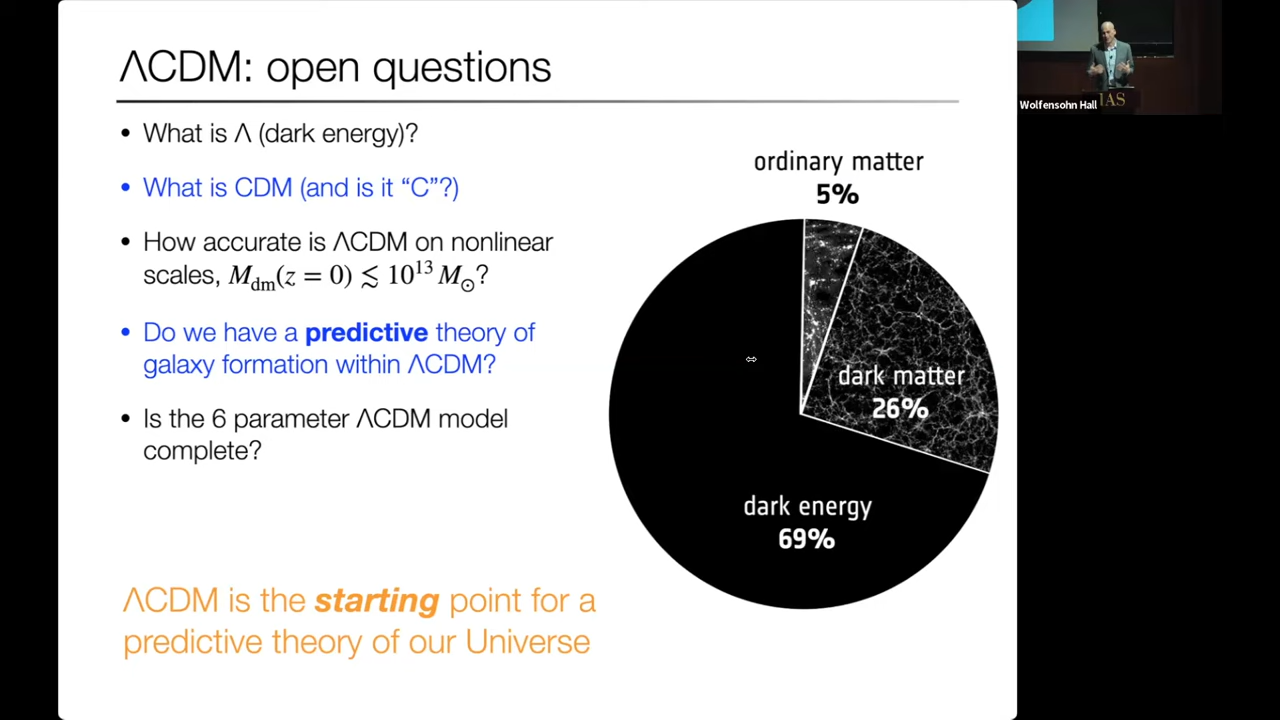 ΛCDM: open questions
• What is Λ (dark energy)?
• What is CDM (and is it “C”?)
• How accurate is ΛCDM on nonlinear
scales, M_dm(z = 0) ≲ 10^13 M_⊙?
• Do we have a predictive theory of
galaxy formation within ΛCDM?
• Is the 6 parameter ΛCDM model
complete?
ΛCDM is the starting point for a
predictive theory of our Universe
ordinary matter
5%
dark matter
26%
dark energy
69%
Wolfensohn Hall
IAS